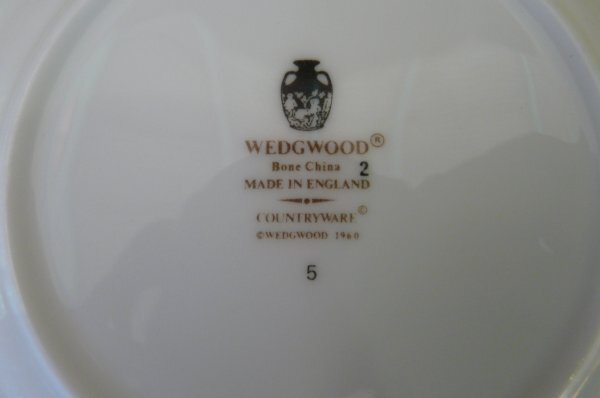 WEDGWOOD®
Bone China 2
MADE IN ENGLAND
COUNTRYWARE©
©WEDGWOOD 1960
5